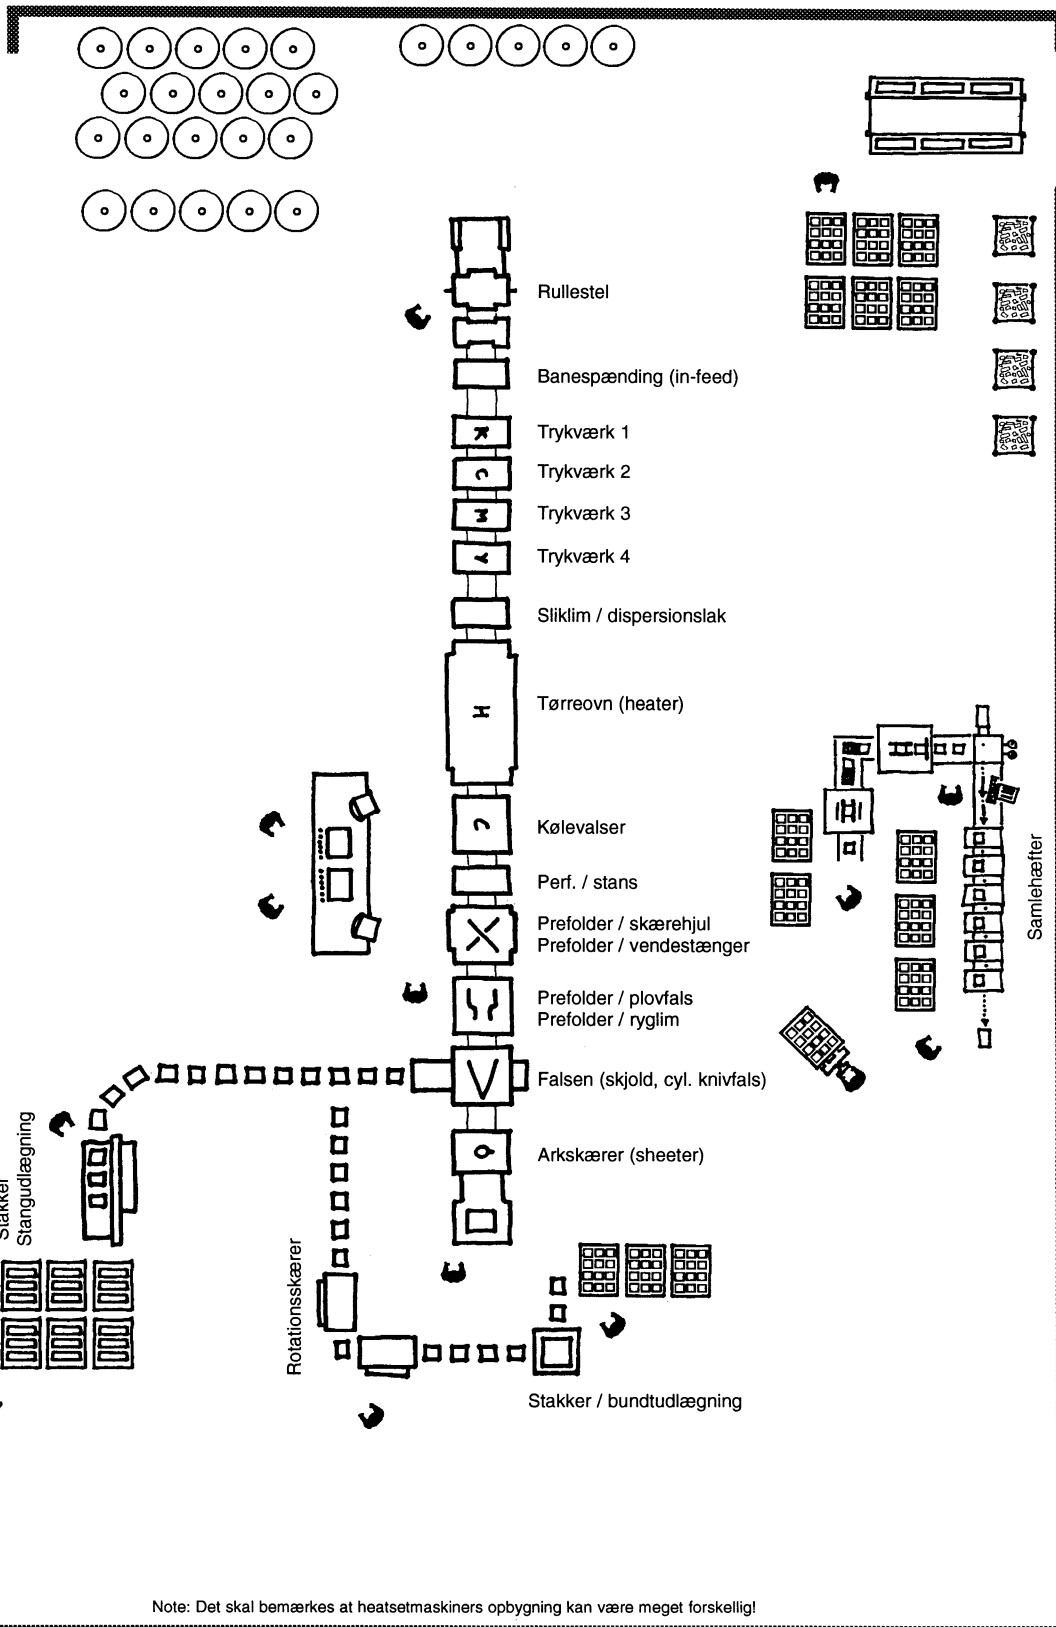 Rullestel
Banespænding (in-feed)
K
Trykværk 1
C
Trykværk 2
M
Trykværk 3
Y
Trykværk 4
Sliklim / dispersionslak
H
Tørreovn (heater)
C
Kølevalser
Perf. / stans
Prefolder / skærehjul
Prefolder / vendestænger
Prefolder / plovfals
Prefolder / ryglim
Falsen (skjold, cyl. knivfals)
Arkskærer (sheeter)
Samlehæfter
Stakker
Stangudlægning
Rotationsskærer
Stakker / bundtudlægning
Note: Det skal bemærkes at heatsetmaskiners opbygning kan være meget forskellig!